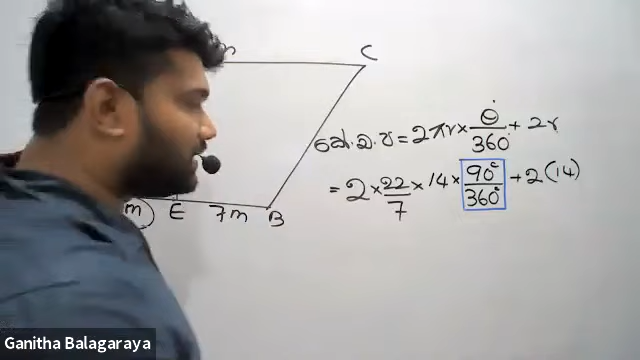 C
කේ.ඛ.ප = 2πr × θ/360 + 2r
= 2 × 22/7 × 14 × 90°/360° + 2(14)
m E 7m B
Ganitha Balagaraya